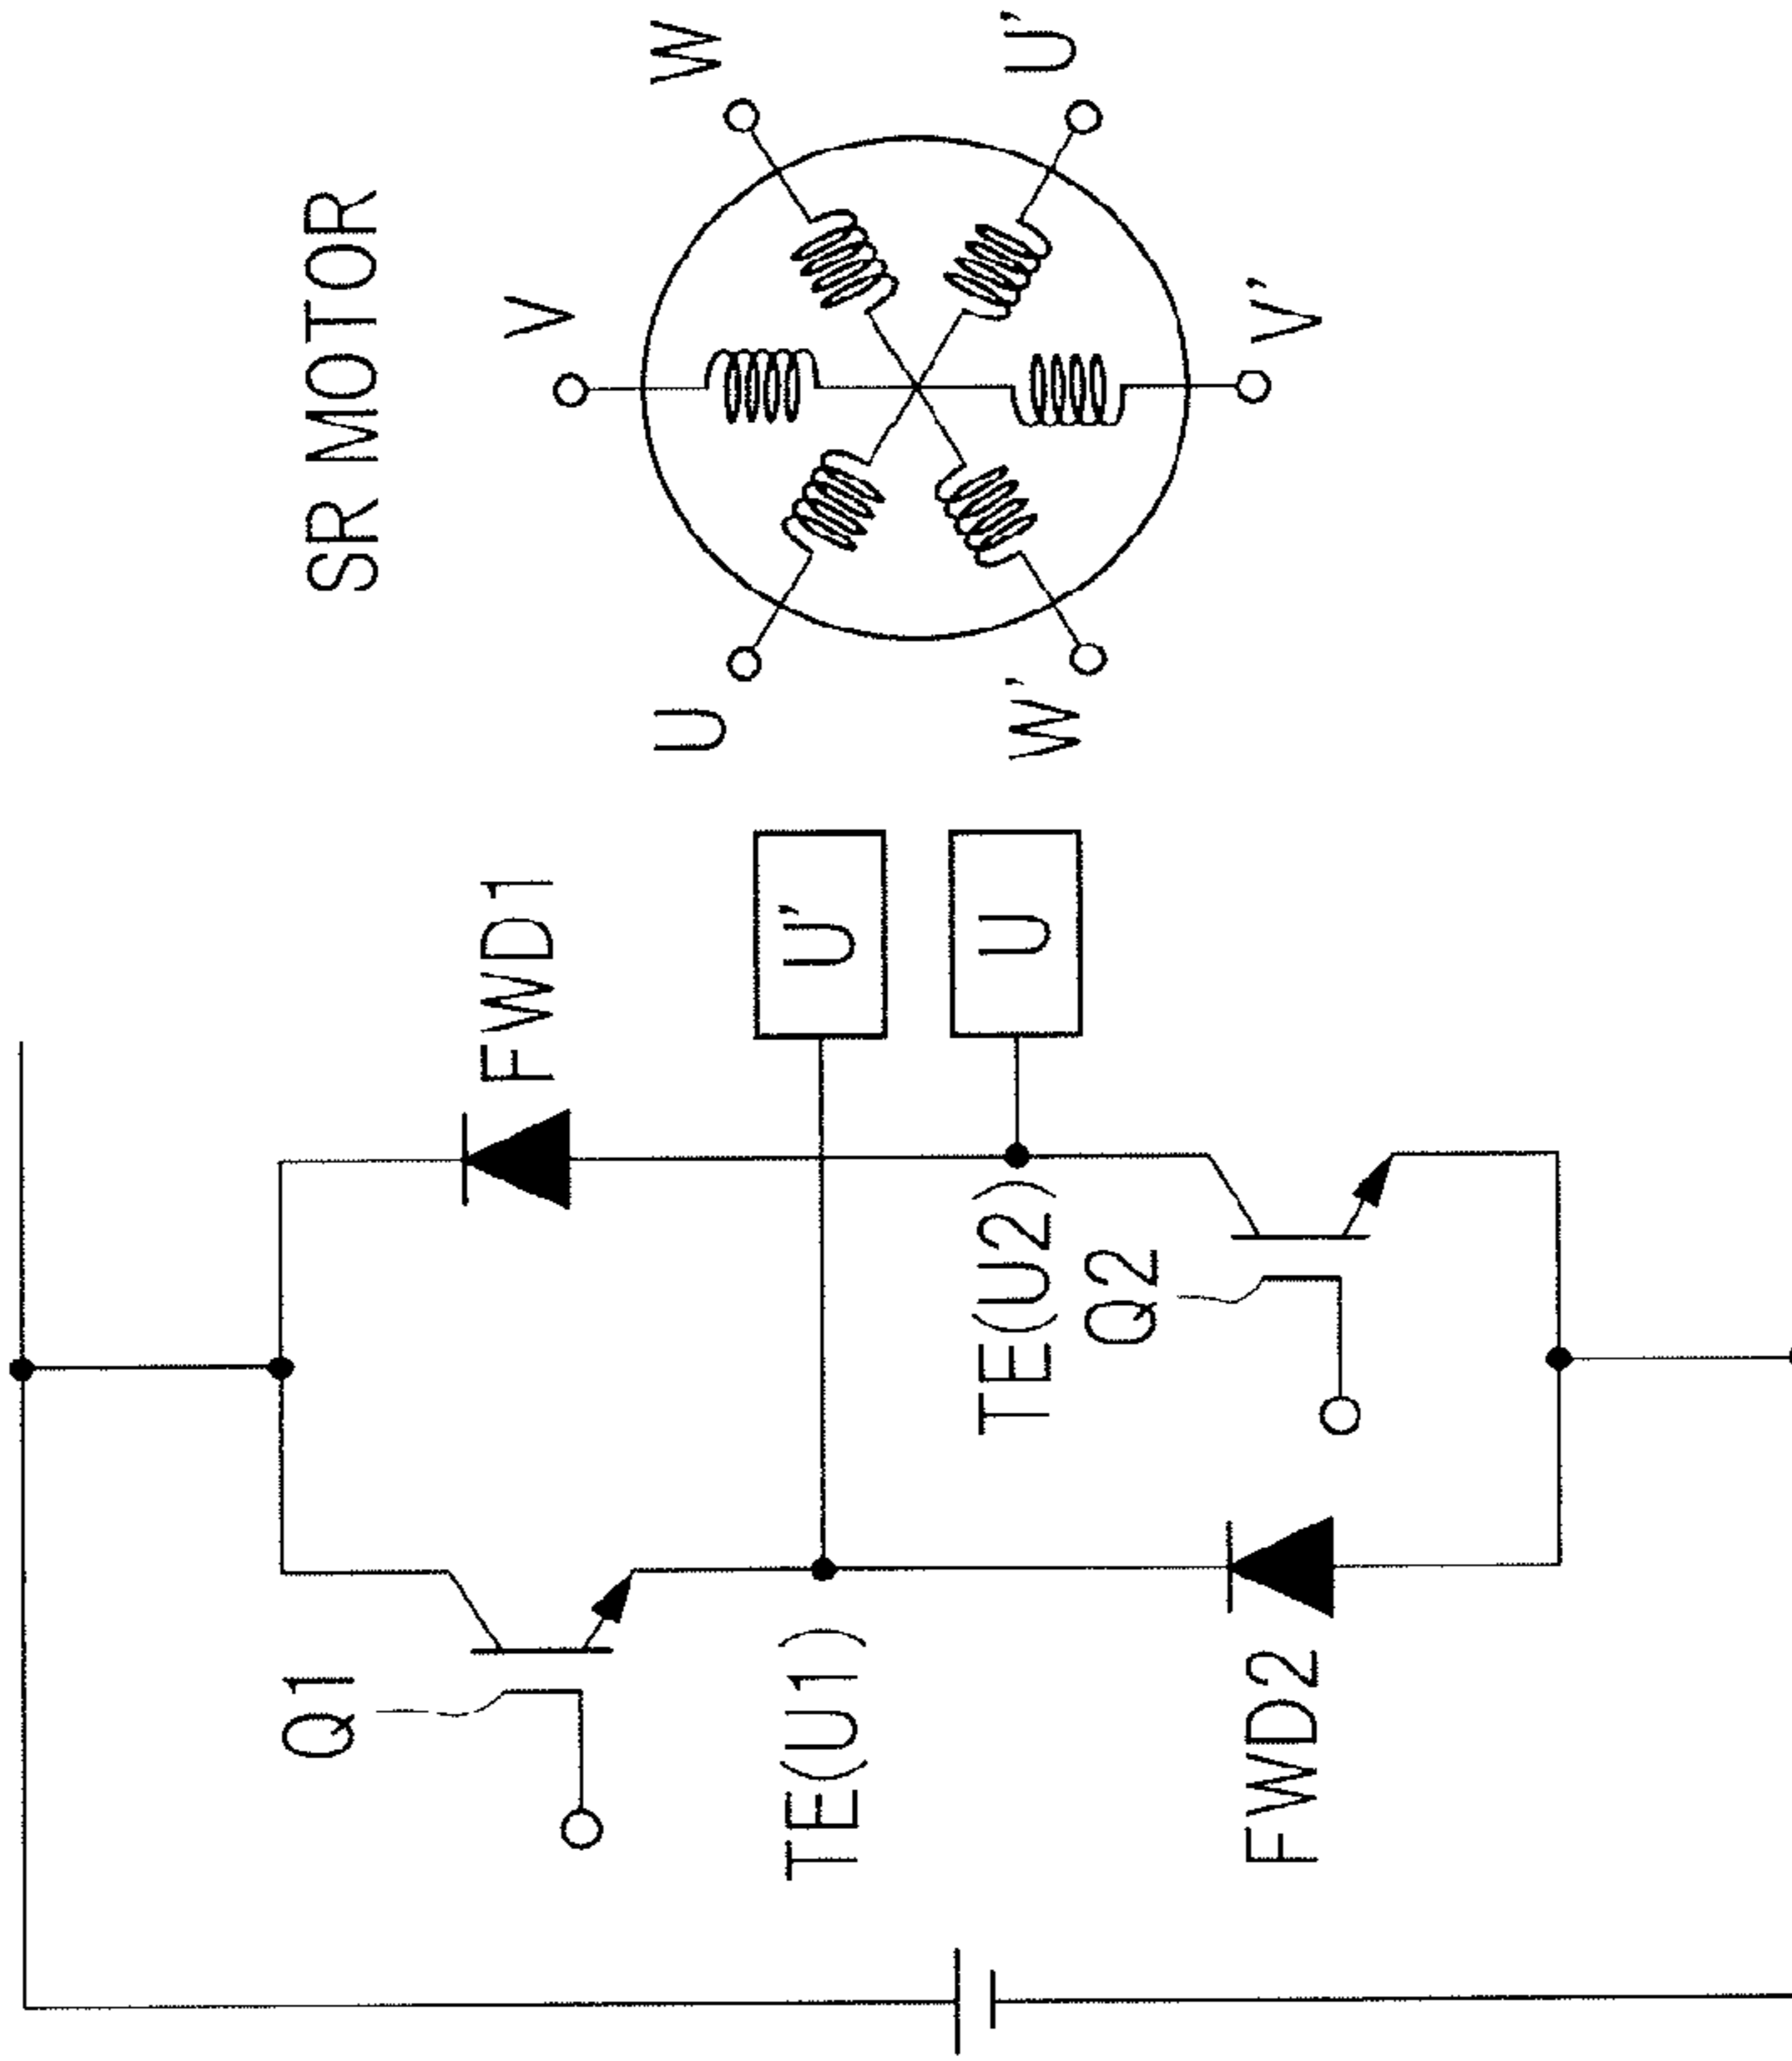 Q1
SR MOTOR
FWD1
V
U
W
TE(U1)
U'
TE(U2)
U
W'
U'
Q2
FWD2
V'